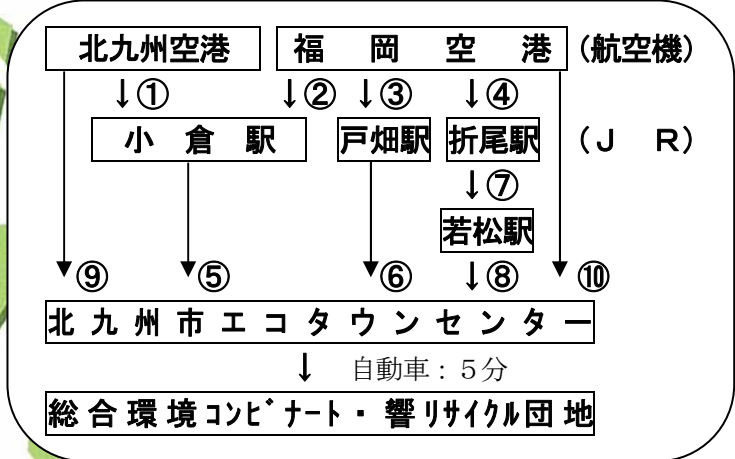 北九州空港 福岡空港 (航空機)
↓① ↓② ↓③ ↓④
小倉駅 戸畑駅 折尾駅 (JR)
↓⑦
若松駅
⑨ ⑤ ⑥ ↓⑧ ⑩
北九州市エコタウンセンター
↓ 自動車：５分
総合環境ｺﾝﾋﾞﾅｰﾄ・響ﾘｻｲｸﾙ団地